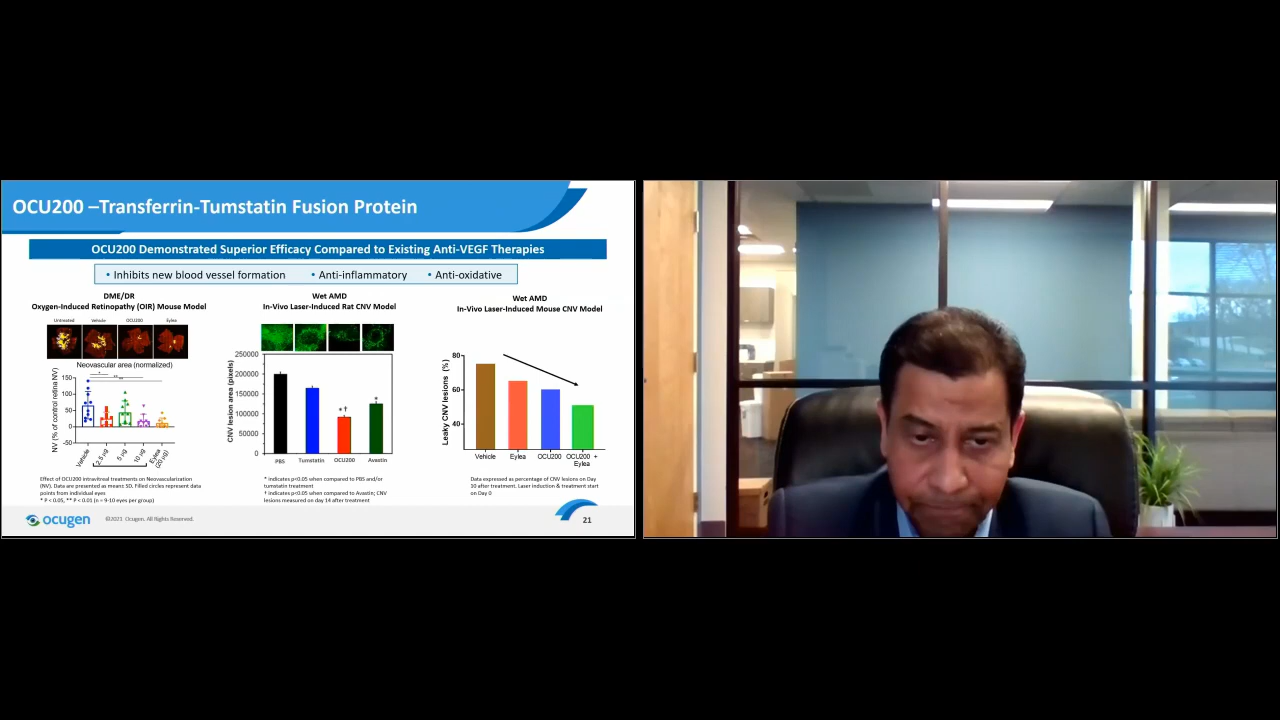 OCU200 –Transferrin-Tumstatin Fusion Protein
OCU200 Demonstrated Superior Efficacy Compared to Existing Anti-VEGF Therapies
• Inhibits new blood vessel formation • Anti-inflammatory • Anti-oxidative
DME/DR
Oxygen-Induced Retinopathy (OIR) Mouse Model
Untreated Vehicle OCU200 Eylea
Neovascular area (normalized)
NV (% of control retina NV)
150
100
50
0
-50
* 
**
Vehicle 2.5 µg 5 µg 10 µg Eylea
Effect of OCU200 intravitreal treatments on Neovascularization
(NV). Data are presented as mean± SD. Filled circles represent data
points from individual eyes
* P < 0.05, ** P < 0.01 (n = 9-10 eyes per group)
Wet AMD
In-Vivo Laser-Induced Rat CNV Model
CNV lesion area (pixels)
250000
200000
150000
100000
50000
0
* †
*
PBS Tumstatin OCU200 Avastin
* indicates p<0.05 when compared to PBS and/or
tumstatin treatment
† indicates p<0.05 when compared to Avastin; CNV
lesions measured on day 14 after treatment
Wet AMD
In-Vivo Laser-Induced Mouse CNV Model
Leaky CNV lesions (%)
80
60
40
Vehicle Eylea OCU200 OCU200 +
Eylea
Data expressed as percentage of CNV lesions on Day
10 after treatment. Laser induction & treatment start
on Day 0
ocugen
©2021 Ocugen. All Rights Reserved.
21